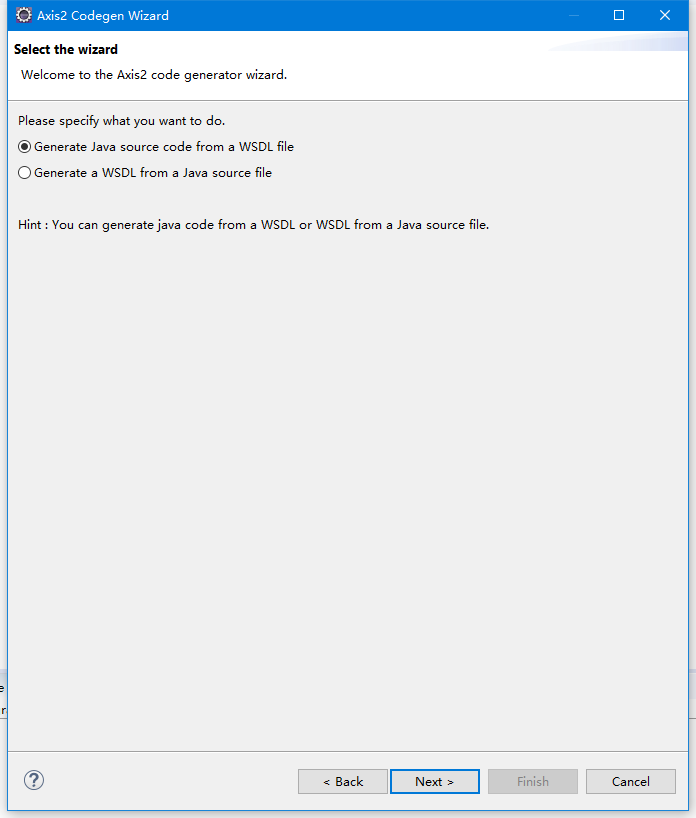 Axis2 Codegen Wizard
Select the wizard
Welcome to the Axis2 code generator wizard.
Please specify what you want to do.
Generate Java source code from a WSDL file
Generate a WSDL from a Java source file
Hint : You can generate java code from a WSDL or WSDL from a Java source file.
e
r
?
< Back
Next >
Finish
Cancel